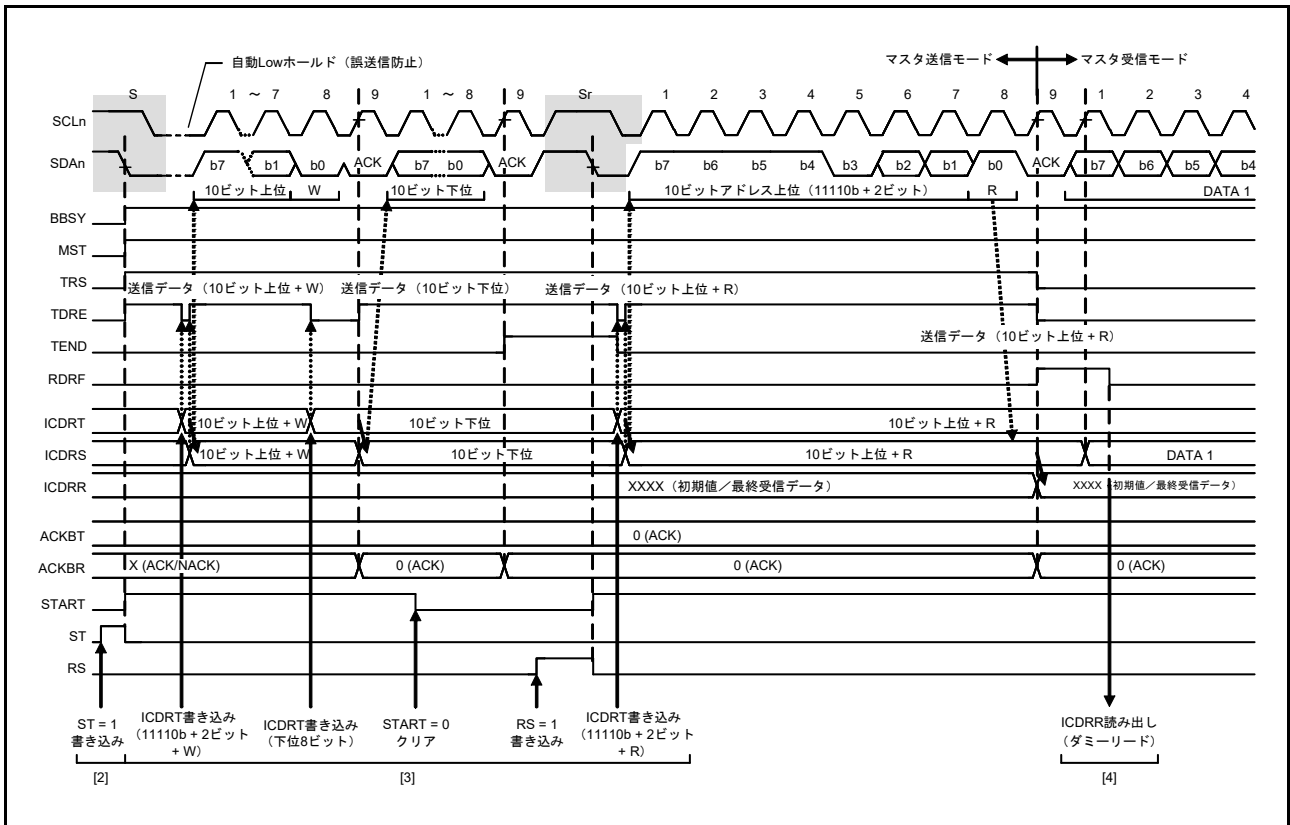 自動Lowホールド（誤送信防止）
マスタ送信モード マスタ受信モード
S 1 ～ 7 8 9 1 ～ 8 9 Sr 1 2 3 4 5 6 7 8 9 1 2 3 4
SCLn
SDAn b7 b1 b0 ACK b7 b0 ACK b7 b6 b5 b4 b3 b2 b1 b0 ACK b7 b6 b5 b4
10ビット上位 W 10ビット下位 10ビットアドレス上位（11110b + 2ビット） R DATA 1
BBSY
MST
TRS
送信データ（10ビット上位 + W） 送信データ（10ビット下位） 送信データ（10ビット上位 + R）
TDRE
送信データ（10ビット上位 + R）
TEND
RDRF
ICDRT 10ビット上位 + W 10ビット下位 10ビット上位 + R
ICDRS 10ビット上位 + W 10ビット下位 10ビット上位 + R DATA 1
ICDRR XXXX（初期値／最終受信データ） XXXX（初期値／最終受信データ）
ACKBT 0 (ACK)
ACKBR X (ACK/NACK) 0 (ACK) 0 (ACK) 0 (ACK)
START
ST
RS
ST = 1
書き込み
ICDRT書き込み
(11110b + 2ビット
+ W）
ICDRT書き込み
（下位8ビット）
START = 0
クリア
RS = 1
書き込み
ICDRT書き込み
(11110b + 2ビット
+ R）
ICDRR読み出し
（ダミーリード）
[2] [3] [4]